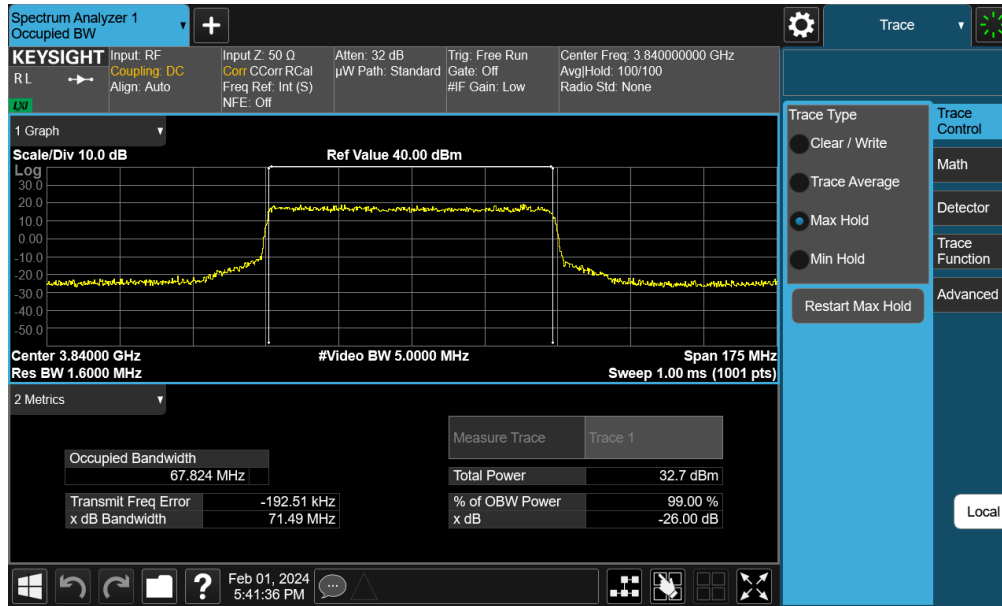 Spectrum Analyzer 1
Occupied BW
Trace
KEYSIGHT
R L
LXI
Input: RF
Coupling: DC
Align: Auto
Input Z: 50 Ω
Corr CCorr RCal
Freq Ref: Int (S)
NFE: Off
Atten: 32 dB
µW Path: Standard
Trig: Free Run
Gate: Off
#IF Gain: Low
Center Freq: 3.840000000 GHz
Avg|Hold: 100/100
Radio Std: None
1 Graph
Scale/Div 10.0 dB
Ref Value 40.00 dBm
Log
30.0
20.0
10.0
0.00
-10.0
-20.0
-30.0
-40.0
-50.0
Center 3.84000 GHz
#Video BW 5.0000 MHz
Span 175 MHz
Res BW 1.6000 MHz
Sweep 1.00 ms (1001 pts)
2 Metrics
Measure Trace
Trace 1
Occupied Bandwidth
67.824 MHz
Total Power
32.7 dBm
Transmit Freq Error
-192.51 kHz
% of OBW Power
99.00 %
x dB Bandwidth
71.49 MHz
x dB
-26.00 dB
Trace Type
Clear / Write
Trace Average
Max Hold
Min Hold
Restart Max Hold
Trace
Control
Math
Detector
Trace
Function
Advanced
Local
?
Feb 01, 2024
5:41:36 PM